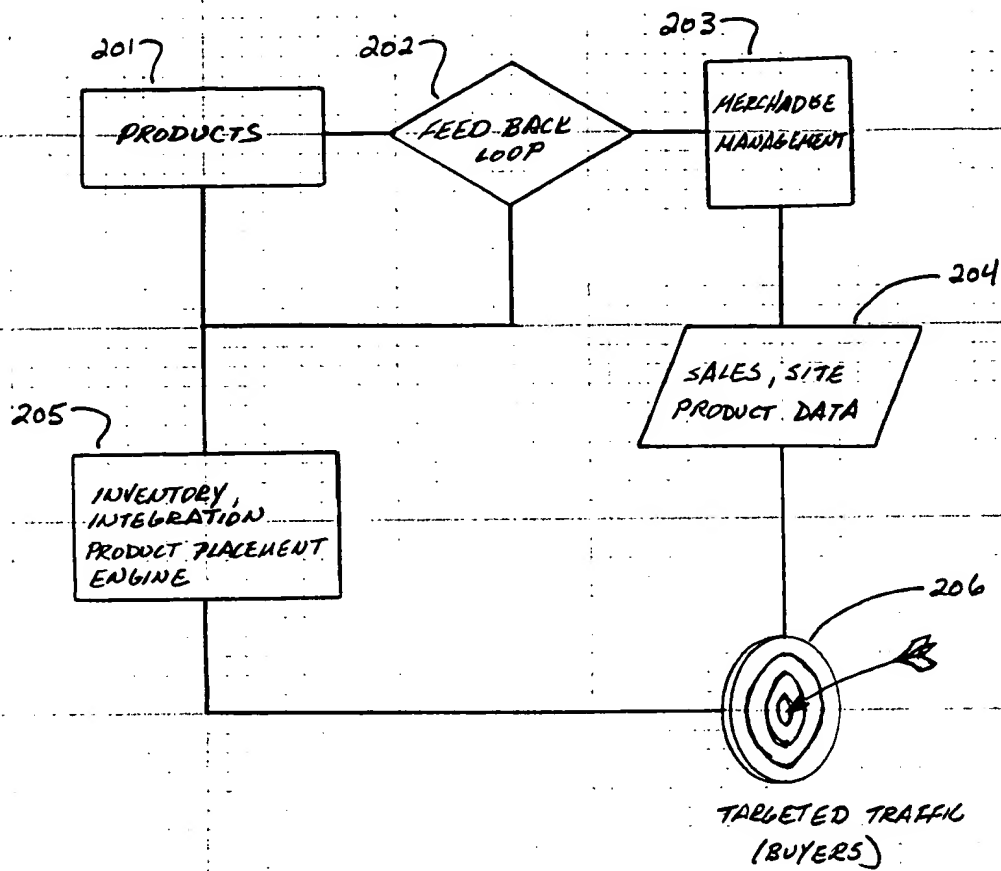 201
202
203
PRODUCTS
FEED BACK
LOOP
MERCHADISE
MANAGEMENT
204
SALES, SITE
PRODUCT DATA
205
INVENTORY,
INTEGRATION
PRODUCT PLACEMENT
ENGINE
206
TARGETED TRAFFIC
(BUYERS)